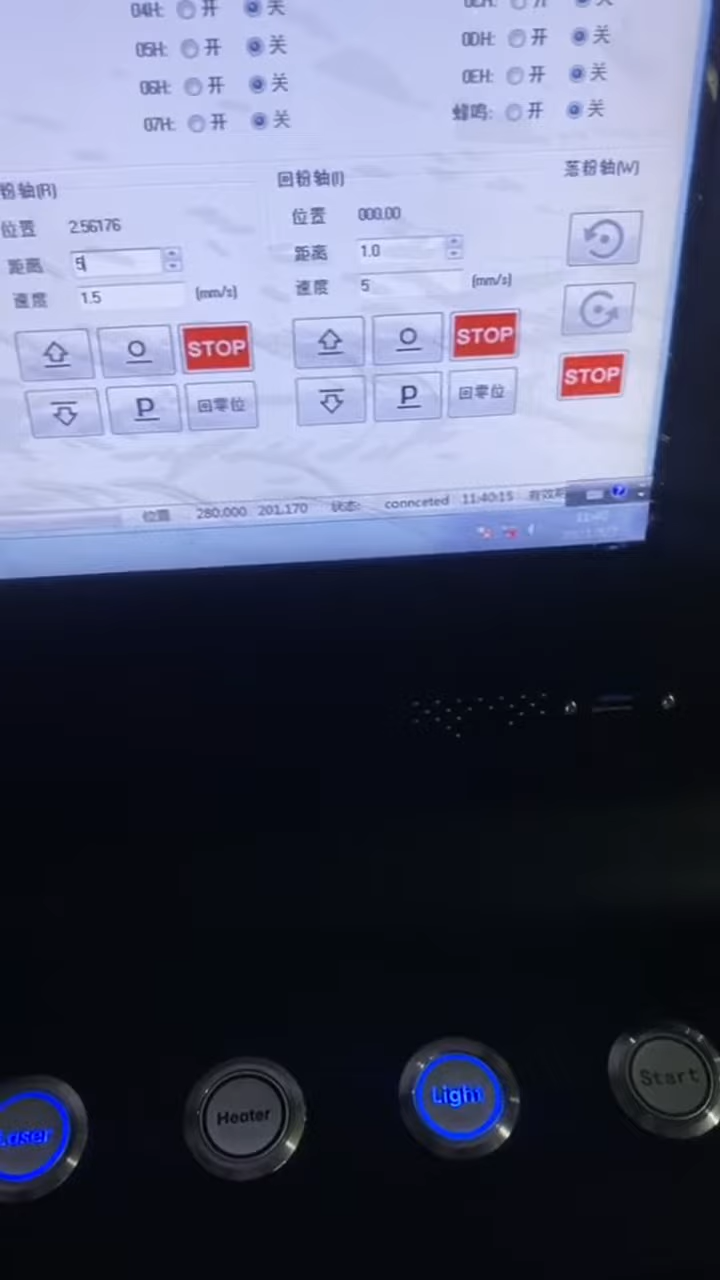 04H: 开 关
05H: 开 关
06H: 开 关
07H: 开 关
0DH: 开 关
0EH: 开 关
蜂鸣: 开 关
粉轴(R)
位置 2.56176
距离 5
速度 1.5 (mm/s)
STOP
P 回零位
回粉轴(I)
位置 000.00
距离 1.0
速度 5 (mm/s)
STOP
P 回零位
落粉轴(W)
STOP
位置 280.000 201.170 状态: connceted 11:40:15 有效期
Laser
Heater
Light
Start